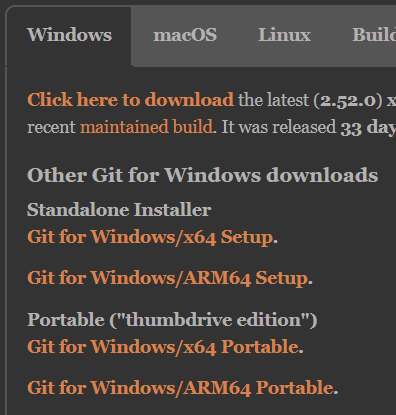 Windows macOS Linux Build
Click here to download the latest (2.52.0) x
recent maintained build. It was released 33 day
Other Git for Windows downloads
Standalone Installer
Git for Windows/x64 Setup.
Git for Windows/ARM64 Setup.
Portable ("thumbdrive edition")
Git for Windows/x64 Portable.
Git for Windows/ARM64 Portable.